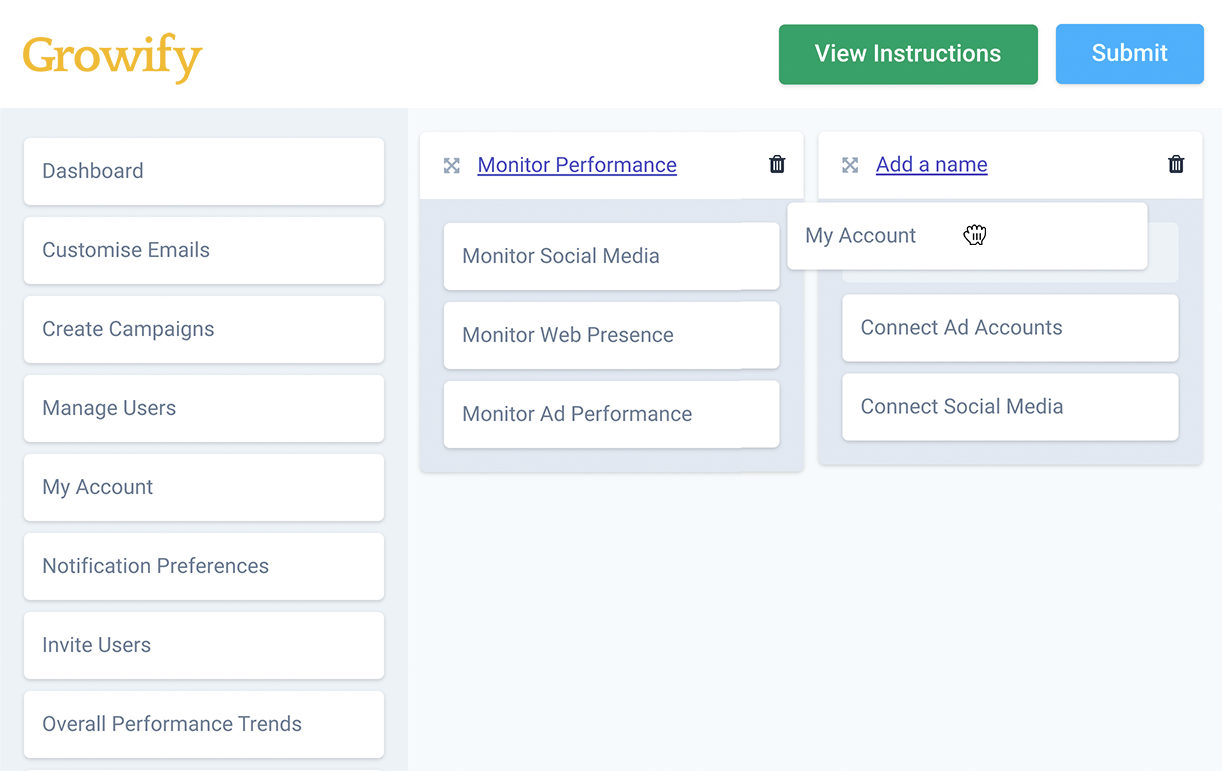 Growify
View Instructions
Submit
Dashboard
Customise Emails
Create Campaigns
Manage Users
My Account
Notification Preferences
Invite Users
Overall Performance Trends
Monitor Performance
Monitor Social Media
Monitor Web Presence
Monitor Ad Performance
Add a name
My Account
Connect Ad Accounts
Connect Social Media